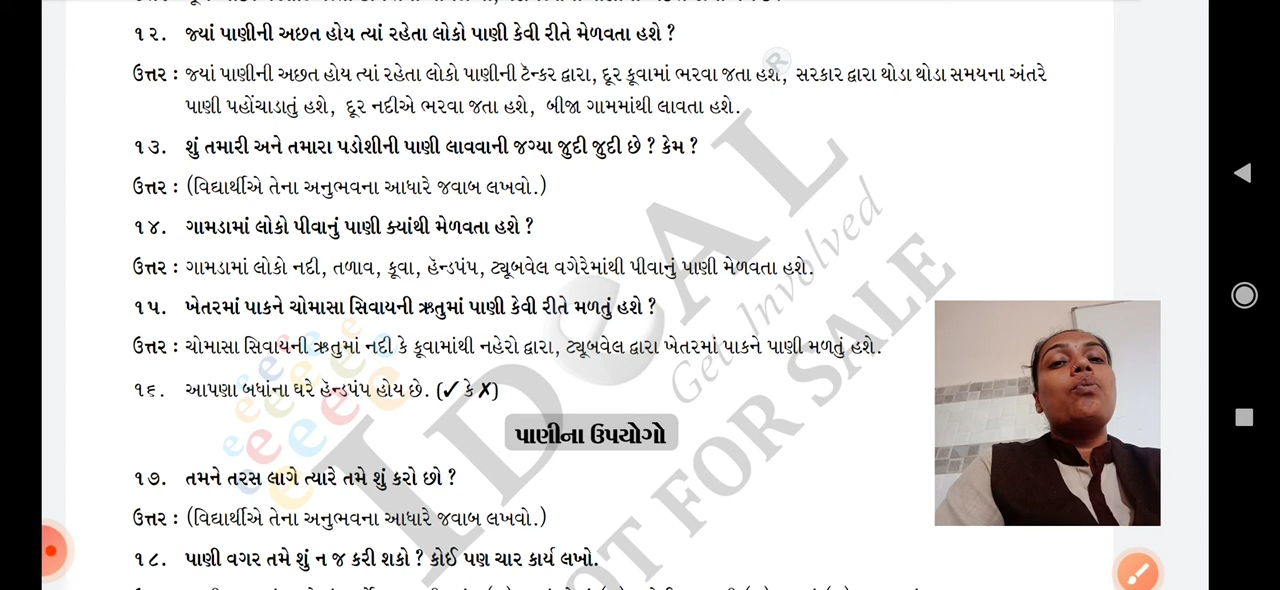 ૧૨. જ્યાં પાણીની અછત હોય ત્યાં રહેતા લોકો પાણી કેવી રીતે મેળવતા હશે ?
ઉત્તર : જ્યાં પાણીની અછત હોય ત્યાં રહેતા લોકો પાણીની ટૅન્કર દ્વારા, દૂર કૂવામાં ભરવા જતા હશે, સરકાર દ્વારા થોડા થોડા સમયના અંતરે
પાણી પહોંચાડાતું હશે, દૂર નદીએ ભરવા જતા હશે, બીજા ગામમાંથી લાવતા હશે.
૧૩. શું તમારી અને તમારા પડોશીની પાણી લાવવાની જગ્યા જુદી જુદી છે ? કેમ ?
ઉત્તર : (વિદ્યાર્થીએ તેના અનુભવના આધારે જવાબ લખવો.)
૧૪. ગામડામાં લોકો પીવાનું પાણી ક્યાંથી મેળવતા હશે ?
ઉત્તર : ગામડામાં લોકો નદી, તળાવ, કૂવા, હૅન્ડપંપ, ટ્યૂબવેલ વગેરેમાંથી પીવાનું પાણી મેળવતા હશે.
૧૫. ખેતરમાં પાકને ચોમાસા સિવાયની ઋતુમાં પાણી કેવી રીતે મળતું હશે ?
ઉત્તર : ચોમાસા સિવાયની ઋતુમાં નદી કે કૂવામાંથી નહેરો દ્વારા, ટ્યૂબવેલ દ્વારા ખેતરમાં પાકને પાણી મળતું હશે.
૧૬. આપણા બધાંના ઘરે હૅન્ડપંપ હોય છે. (✓ કે ✗)
પાણીના ઉપયોગો
૧૭. તમને તરસ લાગે ત્યારે તમે શું કરો છો ?
ઉત્તર : (વિદ્યાર્થીએ તેના અનુભવના આધારે જવાબ લખવો.)
૧૮. પાણી વગર તમે શું ન જ કરી શકો ? કોઈ પણ ચાર કાર્ય લખો.
IDEAL
®
Get Involved
NOT FOR SALE